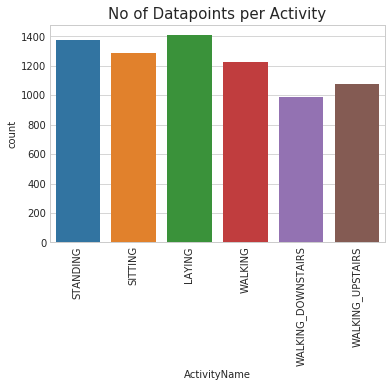 No of Datapoints per Activity
1400
1200
1000
800
600
400
200
0
count
STANDING
SITTING
LAYING
WALKING
WALKING_DOWNSTAIRS
WALKING_UPSTAIRS
ActivityName